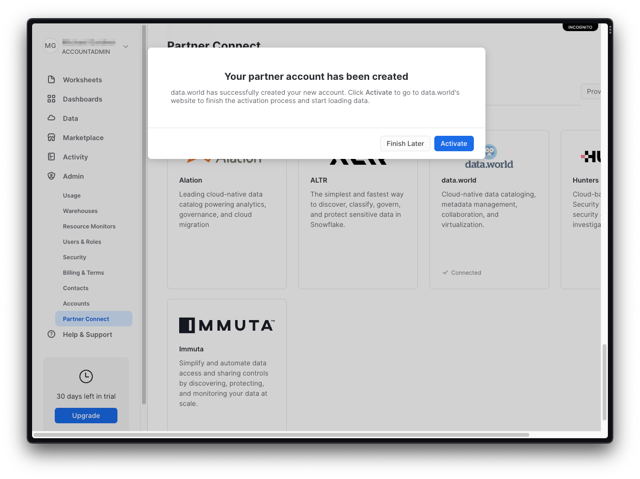 INCOGNITO
MG
ACCOUNTADMIN
Worksheets
Dashboards
Data
Marketplace
Activity
Admin
Usage
Warehouses
Resource Monitors
Users & Roles
Security
Billing & Terms
Contacts
Accounts
Partner Connect
Help & Support
30 days left in trial
Upgrade
Partner Connect
Your partner account has been created
data.world has successfully created your new account. Click Activate to go to data.world's
website to finish the activation process and start loading data.
Finish Later
Activate
Prov
Alation
Alation
Leading cloud-native data
catalog powering analytics,
governance, and cloud
migration
ALTR
ALTR
The simplest and fastest way
to discover, classify, govern,
and protect sensitive data in
Snowflake.
data.world
data.world
Cloud-native data cataloging,
metadata management,
collaboration, and
virtualization.
Connected
HU
Hunters
Cloud-ba
Security
security
investiga
IMMUTA
Immuta
Simplify and automate data
access and sharing controls
by discovering, protecting,
and monitoring your data at
scale.